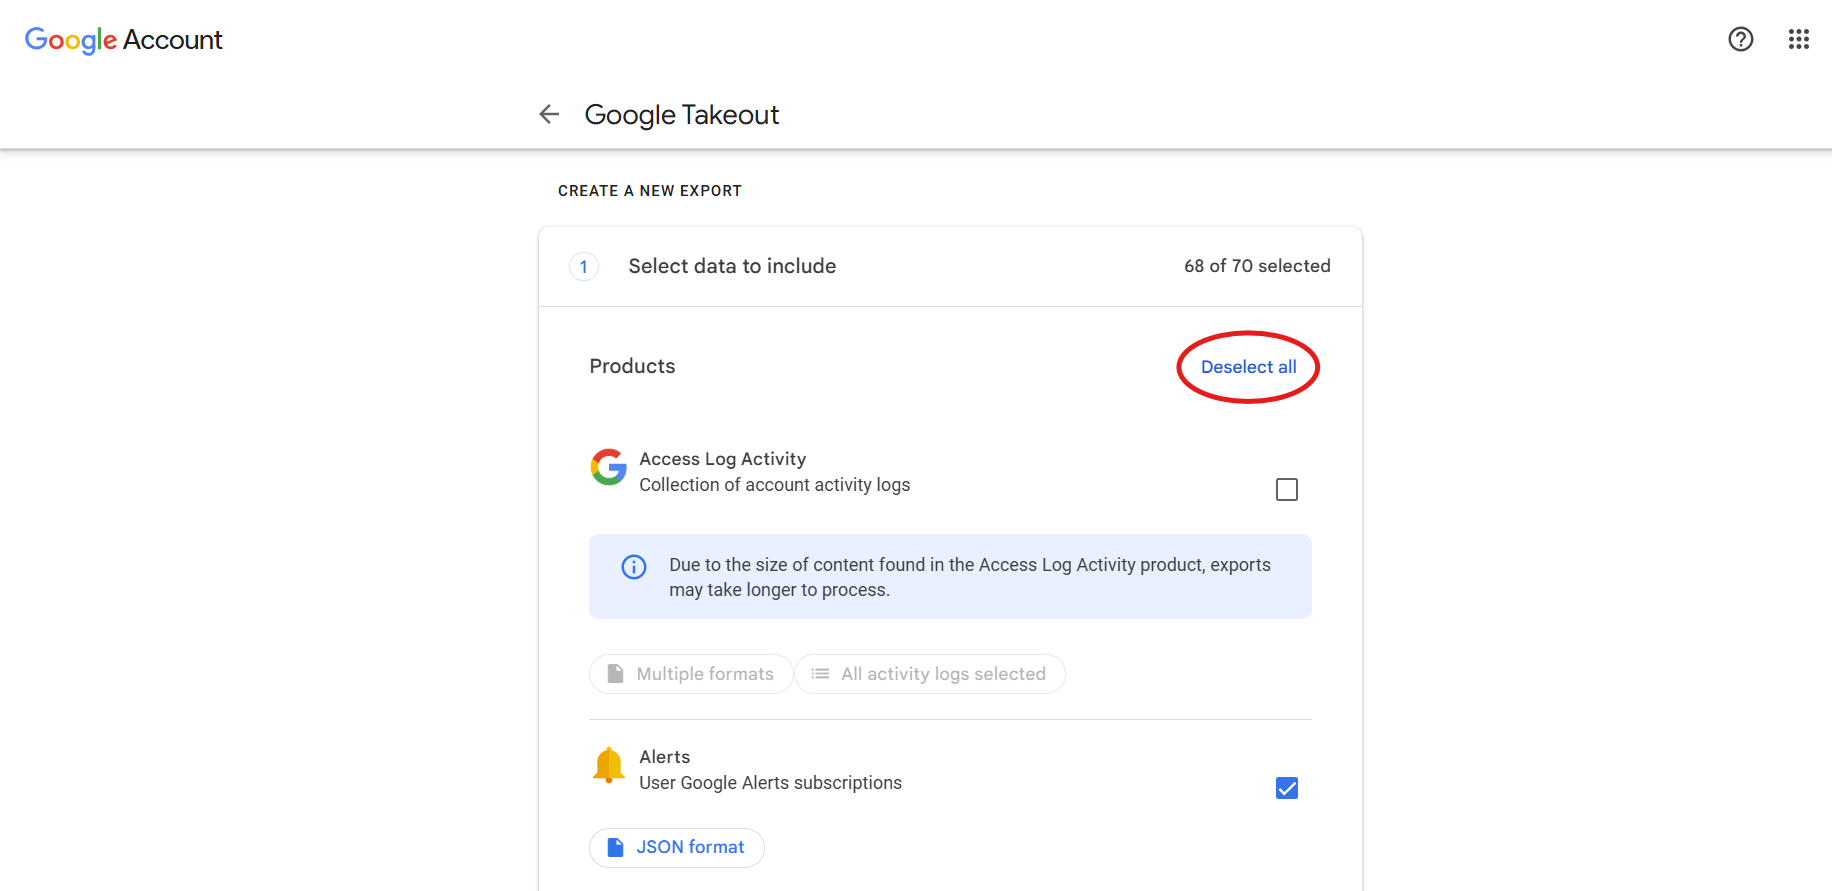 Google Account
Google Takeout
CREATE A NEW EXPORT
1 Select data to include 68 of 70 selected
Products Deselect all
Access Log Activity
Collection of account activity logs
Due to the size of content found in the Access Log Activity product, exports
may take longer to process.
Multiple formats All activity logs selected
Alerts
User Google Alerts subscriptions
JSON format